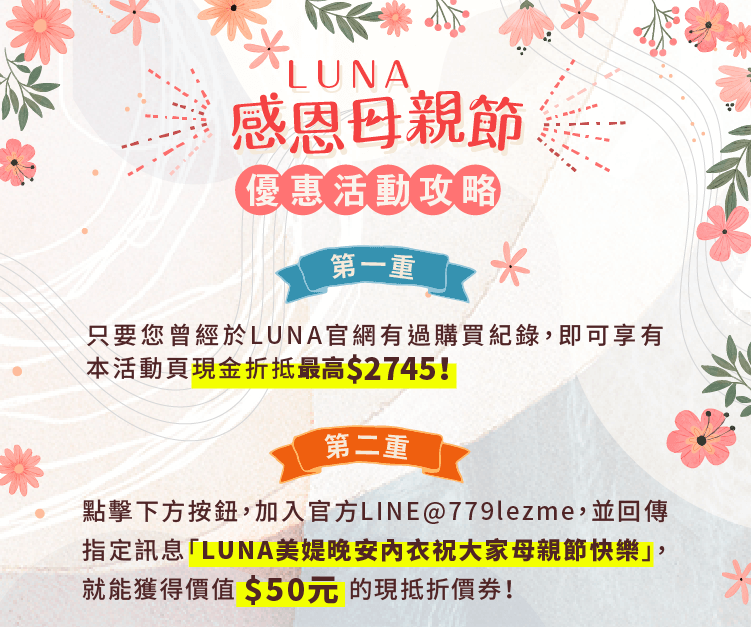 LUNA
感恩母親節
優惠活動攻略
第一重
只要您曾經於LUNA官網有過購買紀錄,即可享有
本活動頁現金折抵最高$2745!
第二重
點擊下方按鈕,加入官方LINE@779lezme,並回傳
指定訊息「LUNA美媞晚安內衣祝大家母親節快樂」,
就能獲得價值 $50元 的現抵折價券!